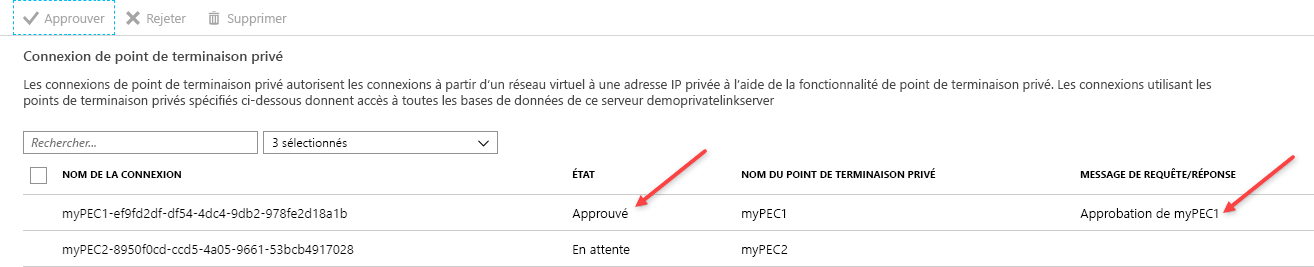 Approuver Rejeter Supprimer
Connexion de point de terminaison privé
Les connexions de point de terminaison privé autorisent les connexions à partir d'un réseau virtuel à une adresse IP privée à l'aide de la fonctionnalité de point de terminaison privé. Les connexions utilisant les
points de terminaison privés spécifiés ci-dessous donnent accès à toutes les bases de données de ce serveur demoprivatelinkserver
Rechercher... 3 sélectionnés
NOM DE LA CONNEXION ÉTAT NOM DU POINT DE TERMINAISON PRIVÉ MESSAGE DE REQUÊTE/RÉPONSE
myPEC1-ef9fd2df-df54-4dc4-9db2-978fe2d18a1b Approuvé myPEC1 Approbation de myPEC1
myPEC2-8950f0cd-ccd5-4a05-9661-53bcb4917028 En attente myPEC2